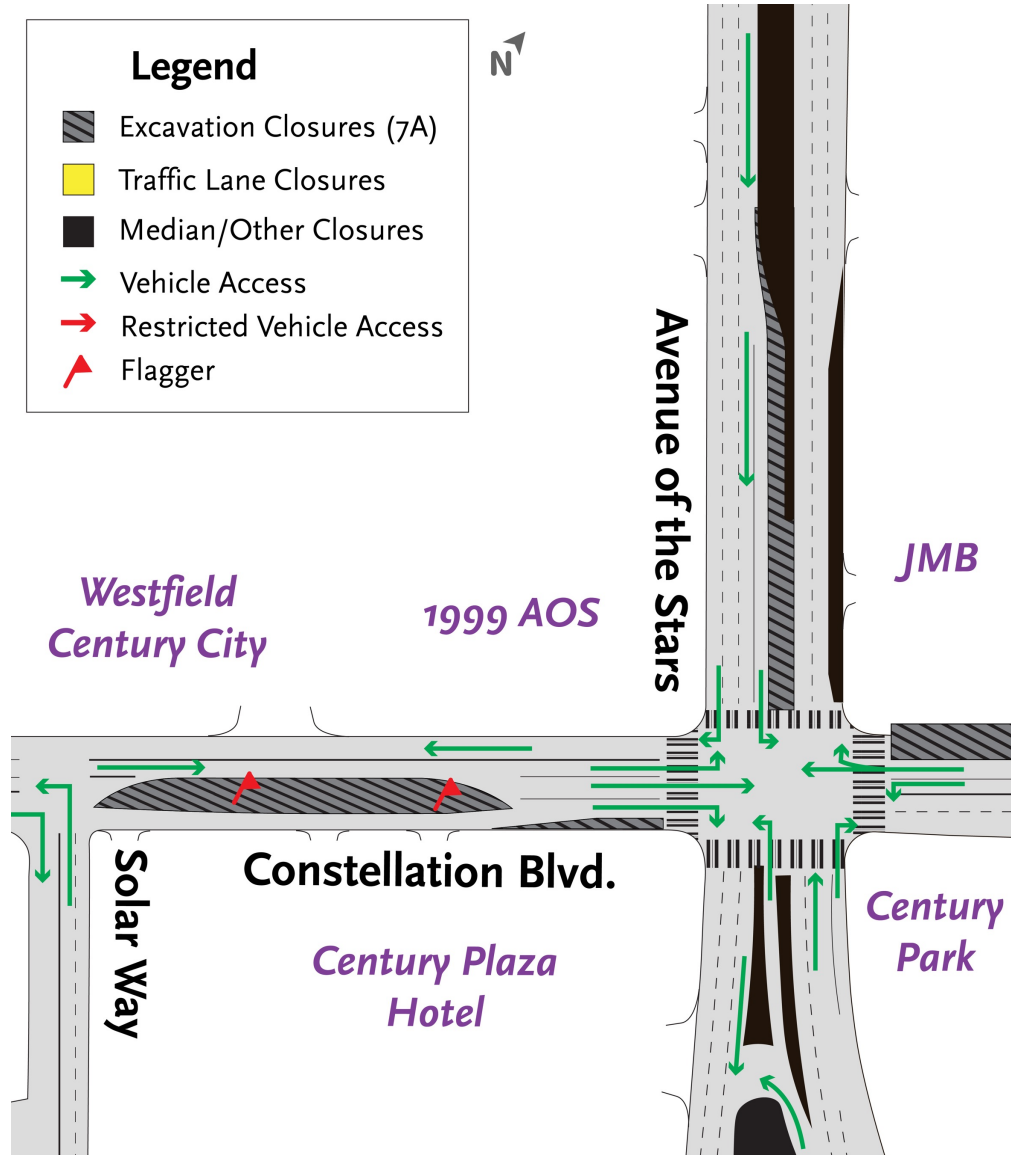 Legend
N
Excavation Closures (7A)
Traffic Lane Closures
Median/Other Closures
Vehicle Access
Restricted Vehicle Access
Flagger
Avenue of the Stars
JMB
Westfield
Century City
1999 AOS
Constellation Blvd.
Solar Way
Century Plaza
Hotel
Century
Park